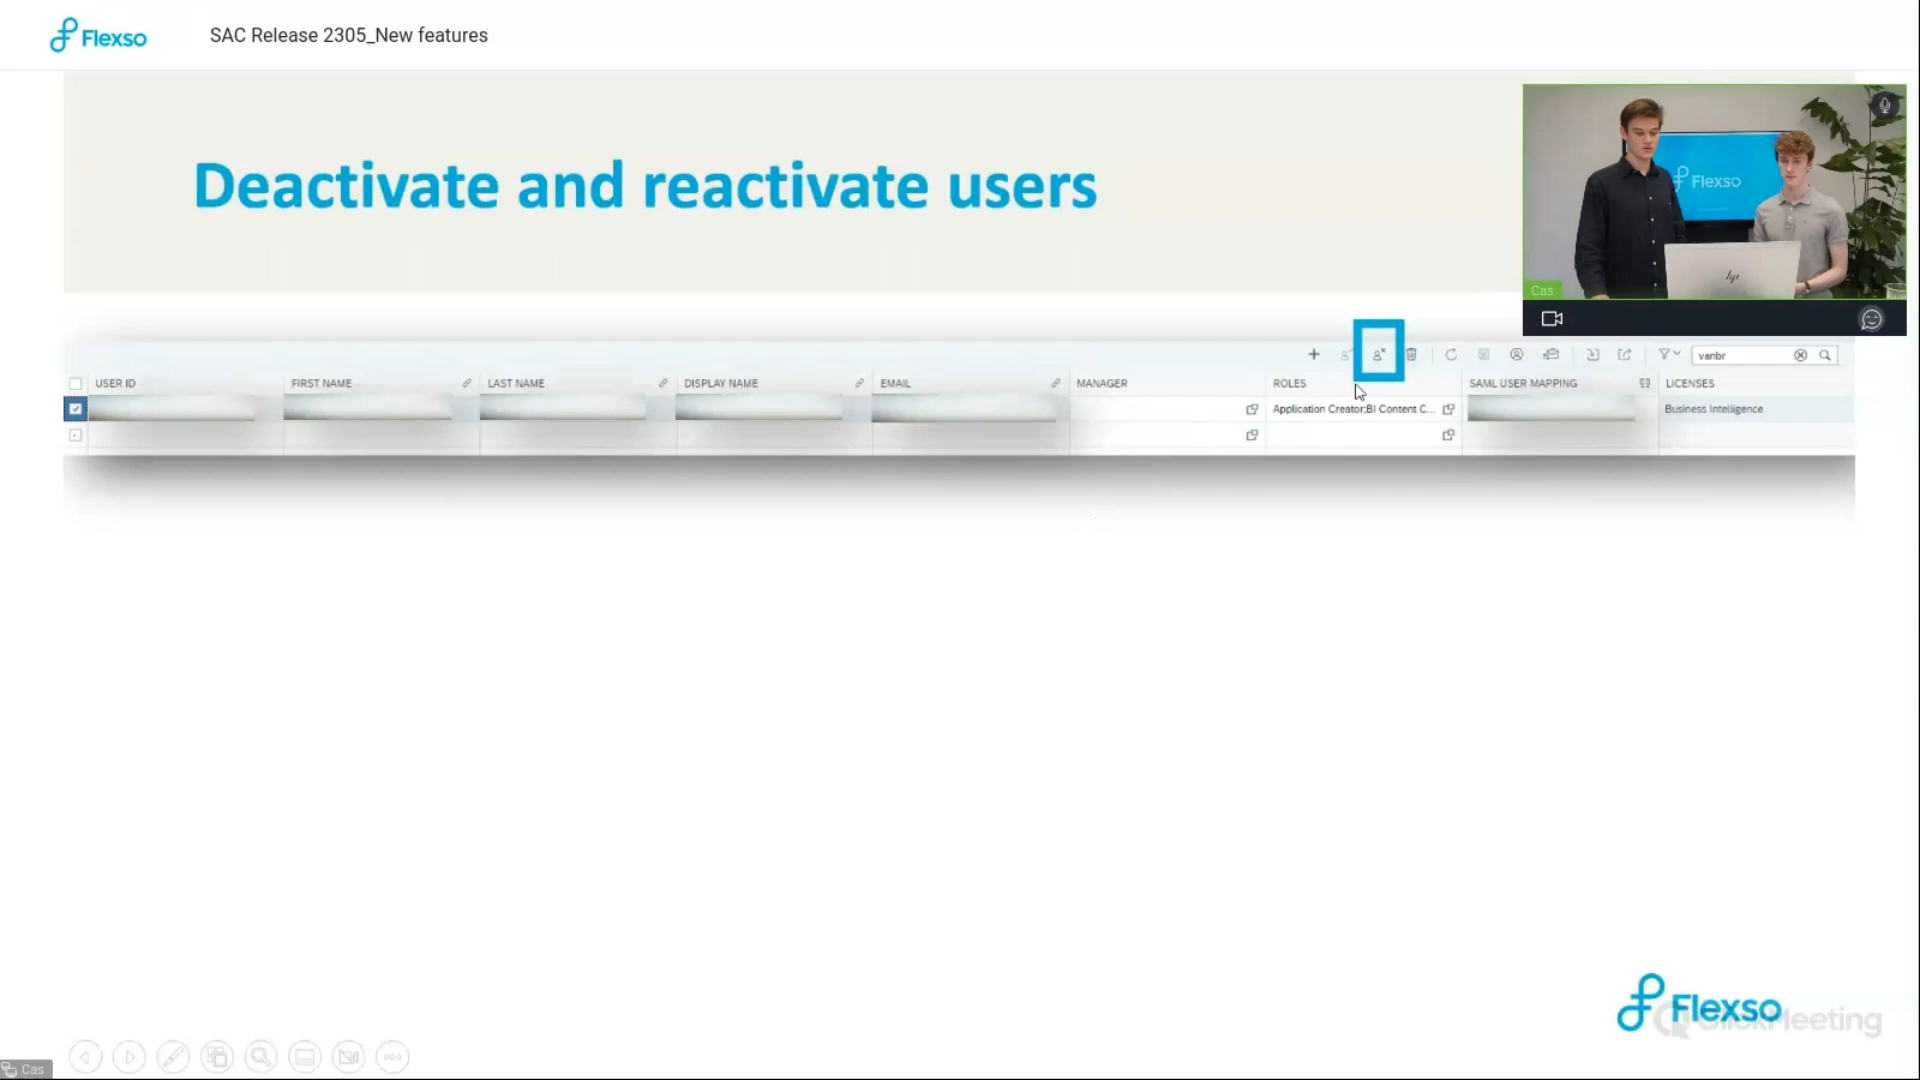 Flexso
SAC Release 2305_New features
Deactivate and reactivate users
Flexso
Cas
vanbr
USER ID
FIRST NAME
LAST NAME
DISPLAY NAME
EMAIL
MANAGER
ROLES
SAML USER MAPPING
LICENSES
Application Creator;BI Content C...
Business Intelligence
Flexso
ClickMeeting
Cas